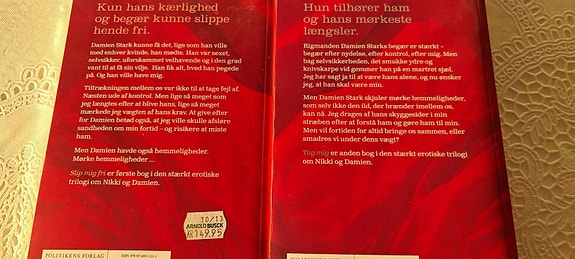 Kun hans kærlighed
og begær kunne slippe
hende fri.
Damien Stark kunne få det, lige som han ville
med enhver kvinde, han mødte. Han var sexet,
selvsikker, uforskammet velhavende og i den grad
vant til at få sin vilje. Han fik alt, hvad han pegede
på. Og han ville have mig.
Tiltrækningen mellem os var ikke til at tage fejl af.
Næsten ude af kontrol. Men lige så meget som
jeg længtes efter at blive hans, lige så meget
mærkede jeg vægten af hans krav. At give efter
for Damien betød også, at jeg ville skulle afsløre
sandheden om min fortid – og risikere at miste
ham.
Men Damien havde også hemmeligheder.
Mørke hemmeligheder ...
Slip mig fri er første bog i den stærkt erotiske
trilogi om Nikki og Damien.
10/13
ARNOLD BUSCK
149,95
POLITIKENS FORLAG
Hun tilhører ham
og hans mørkeste
længsler.
Rigmanden Damien Starks begær er stærkt –
begær efter nydelse, efter kontrol, efter mig. Men
bag selvsikkerheden, det smukke ydre og
knivskarpe vid gemmer han på en martret sjæl.
Jeg har sagt ja til at være hans alene, og nu ønsker
jeg, at han skal være min.
Men Damien Stark skjuler mørke hemmeligheder,
som selv ikke den tid, der brænder imellem os,
kan nå. Jeg drages af hans skyggesider i min
stræben efter at forstå ham og gøre ham til min.
Men vil fortiden for altid bringe os sammen, eller
smadres vi under dens vægt?
Tag mig er anden bog i den stærkt erotiske trilogi
om Nikki og Damien.